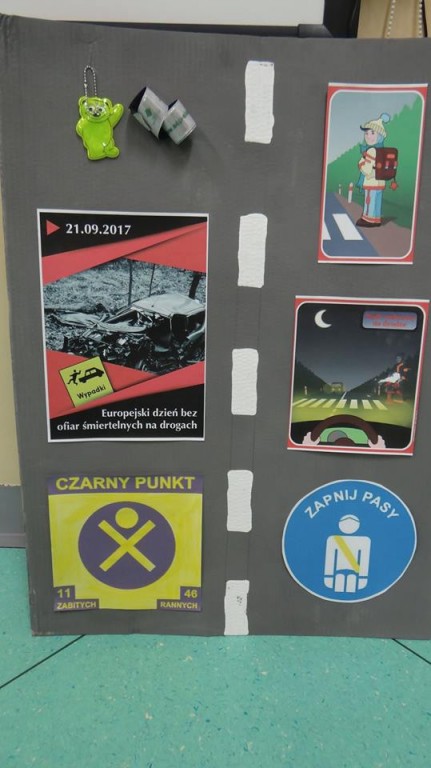 21.09.2017
Wypadki
Europejski dzień bez
ofiar śmiertelnych na drogach
CZARNY PUNKT
11
46
ZABITYCH
RANNYCH
ZAPNIJ PASY